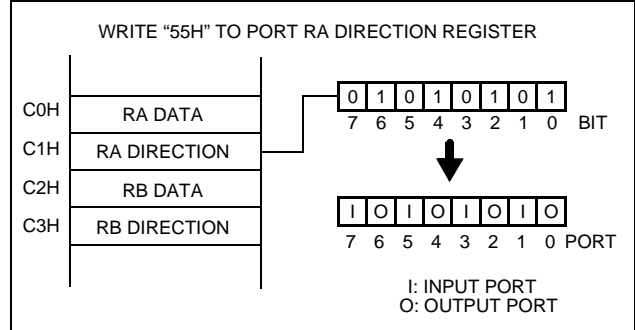 WRITE “55H” TO PORT RA DIRECTION REGISTER
0 1 0 1 0 1 0 1
C0H RA DATA
7 6 5 4 3 2 1 0 BIT
C1H RA DIRECTION
C2H RB DATA
I O I O I O I O
C3H RB DIRECTION
7 6 5 4 3 2 1 0 PORT
I: INPUT PORT
O: OUTPUT PORT